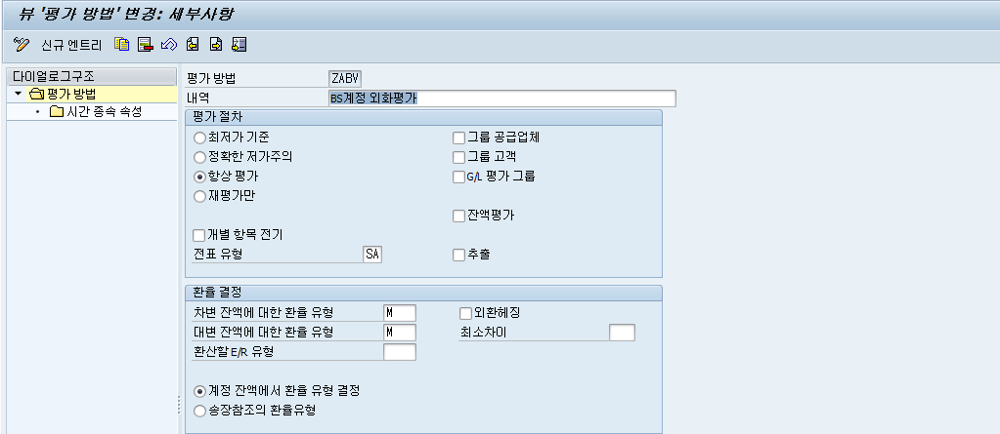 뷰 '평가 방법' 변경: 세부사항
신규 엔트리
다이얼로그구조
평가 방법
시간 종속 속성
평가 방법 ZABV
내역 BS계정 외화평가
평가 절차
최저가 기준 그룹 공급업체
정확한 저가주의 그룹 고객
항상 평가 G/L 평가 그룹
재평가만
잔액평가
개별 항목 전기
전표 유형 SA 추출
환율 결정
차변 잔액에 대한 환율 유형 M 외환헤징
대변 잔액에 대한 환율 유형 M 최소차이
환산할 E/R 유형
계정 잔액에서 환율 유형 결정
송장참조의 환율유형